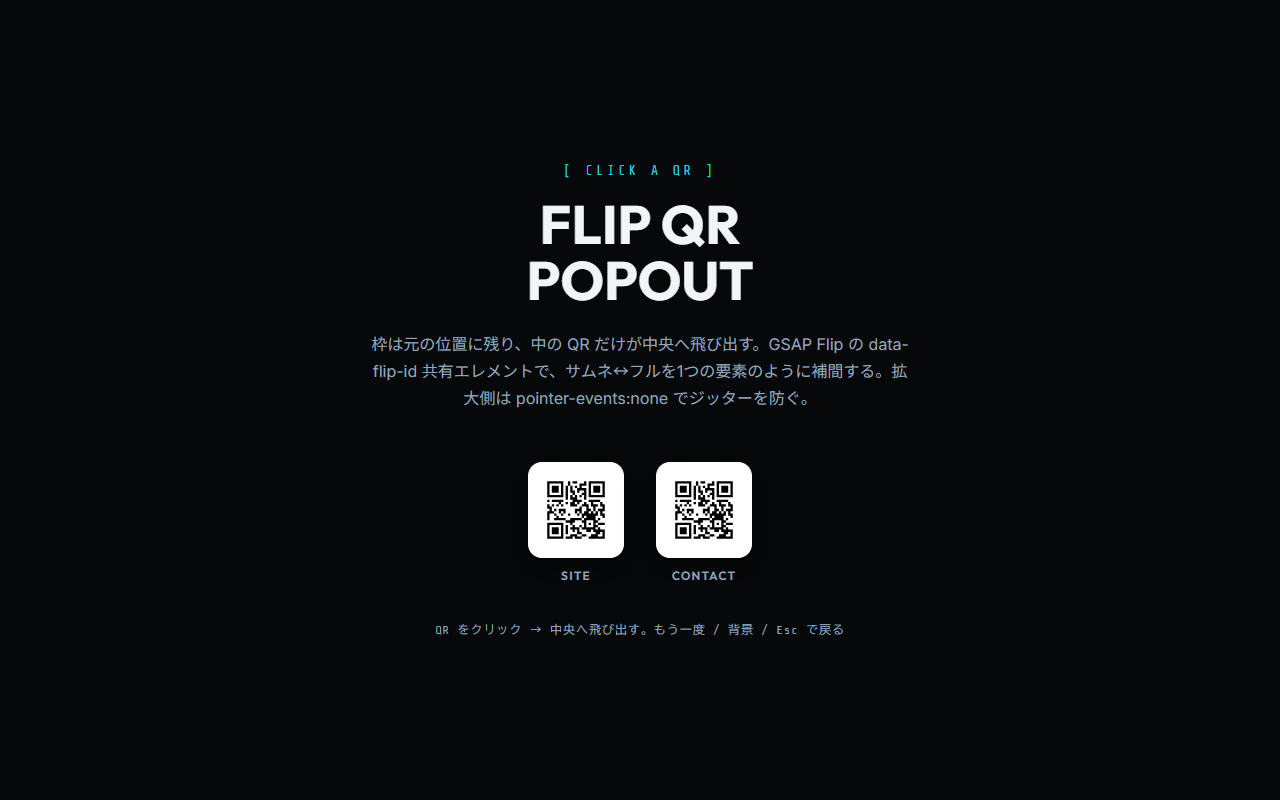 [ CLICK A QR ]
FLIP QR
POPOUT
枠は元の位置に残り、中の QR だけが中央へ飛び出す。GSAP Flip の data-
flip-id 共有エレメントで、サムネ↔フルを1つの要素のように補間する。拡
大側は pointer-events:none でジッターを防ぐ。
SITE
CONTACT
QR をクリック → 中央へ飛び出す。もう一度 / 背景 / Esc で戻る